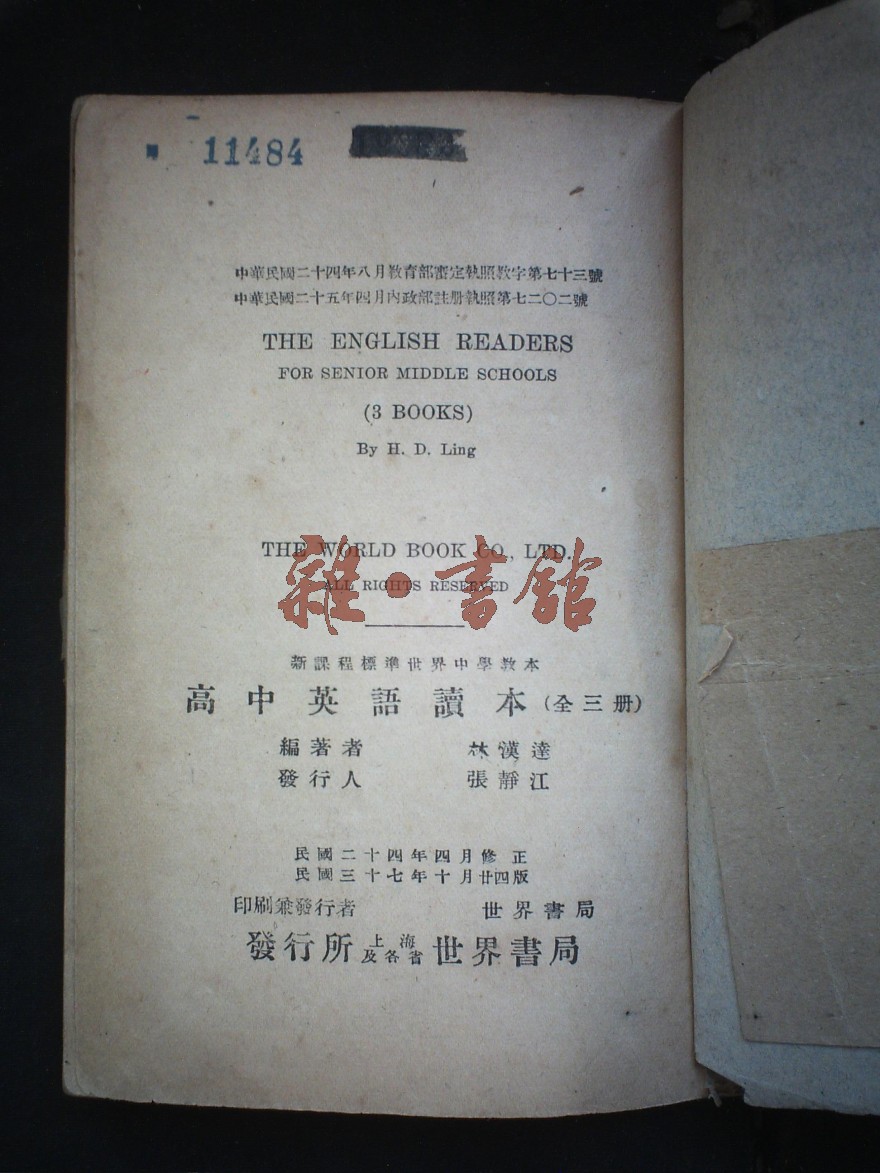 11484
中華民國二十四年八月教育部審定執照教字第七十三號
中華民國二十五年四月內政部註册執照第七二〇二號
THE ENGLISH READERS
FOR SENIOR MIDDLE SCHOOLS
(3 BOOKS)
By H. D. Ling
THE WORLD BOOK CO., LTD.
ALL RIGHTS RESERVED
雜·書館
新課程標準世界中學教本
高中英語讀本(全三册)
編著者 林漢達
發行人 張靜江
民國二十四年四月修正
民國三十七年十月廿四版
印刷兼發行者 世界書局
發行所 上海及各省 世界書局